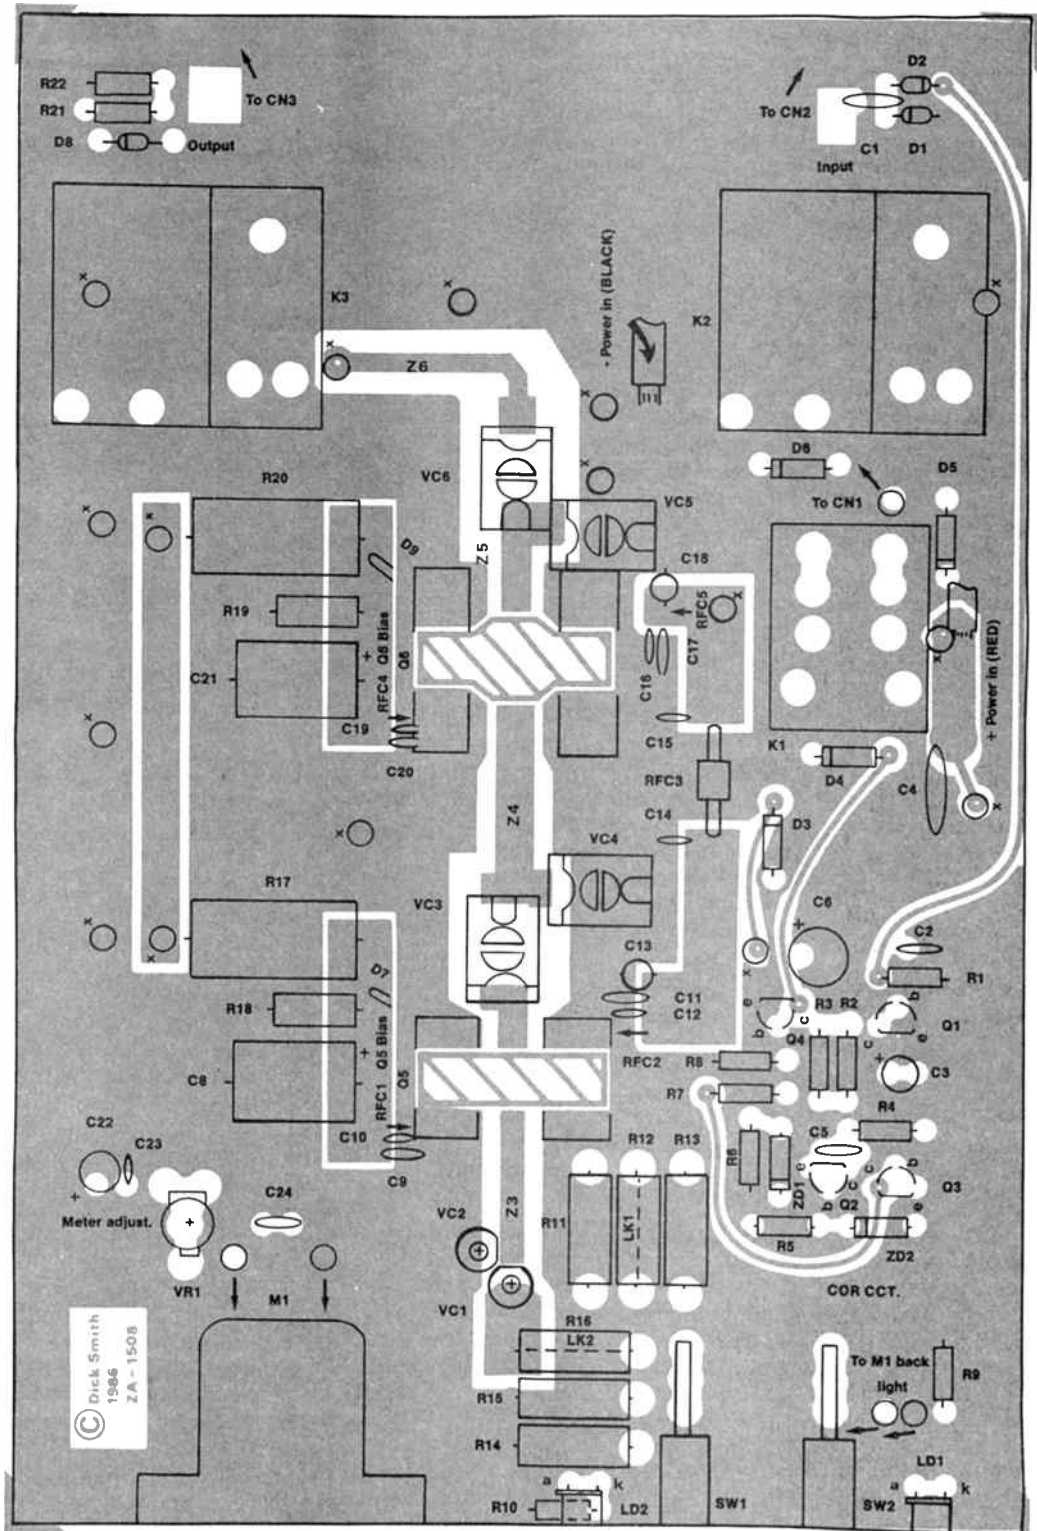 R22
R21
D8
To CN3
Output
D2
To CN2
C1
D1
Input
K3
x
x
x
- Power in (BLACK)
K2
x
Z6
x
D6
D5
R20
VC6
x
To CN1
VC5
x
x
Z5
D9
C18
R19
Q6 Bias
+
Q6
RFC5
x
C17
C21
RFC4
C16
x
+ Power in (RED)
C19
C15
K1
x
C20
RFC3
D4
C4
Z4
C14
D3
x
x
VC4
R17
VC3
C6
+
x
x
C13
C2
D7
x
R1
R18
C11
C12
e
b
c
R3
R2
b
c
e
Q1
Q5 Bias
+
Q5
RFC2
R8
Q4
C8
RFC1
R7
+
C3
C22
C23
C10
R12
R13
R6
C5
R4
C9
e
c
b
c
b
e
Q3
+
Meter adjust.
C24
Z3
VC2
R11
LK1
ZD1
Q2
R5
ZD2
VR1
M1
VC1
COR CCT.
© Dick Smith
1986
ZA - 1508
R16
LK2
To M1 back
light
R9
R15
R14
a
k
LD1
a
k
R10
LD2
SW1
SW2